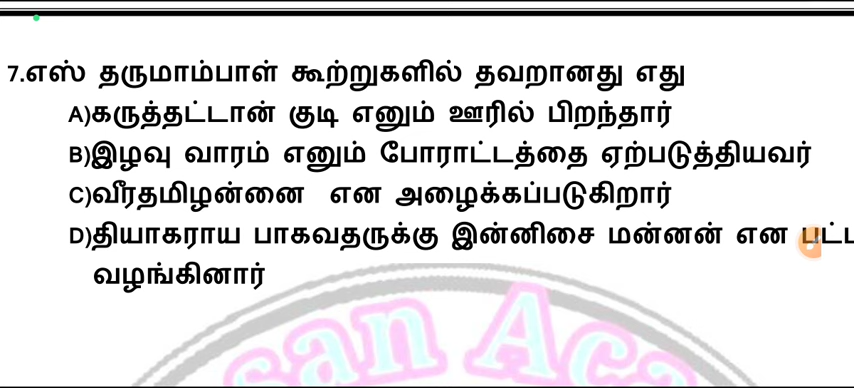 7.எஸ் தருமாம்பாள் கூற்றுகளில் தவறானது எது
A)கருத்தட்டான் குடி எனும் ஊரில் பிறந்தார்
B)இழவு வாரம் எனும் போராட்டத்தை ஏற்படுத்தியவர்
C)வீரதமிழன்னை என அழைக்கப்படுகிறார்
D)தியாகராய பாகவதருக்கு இன்னிசை மன்னன் என
வழங்கினார்